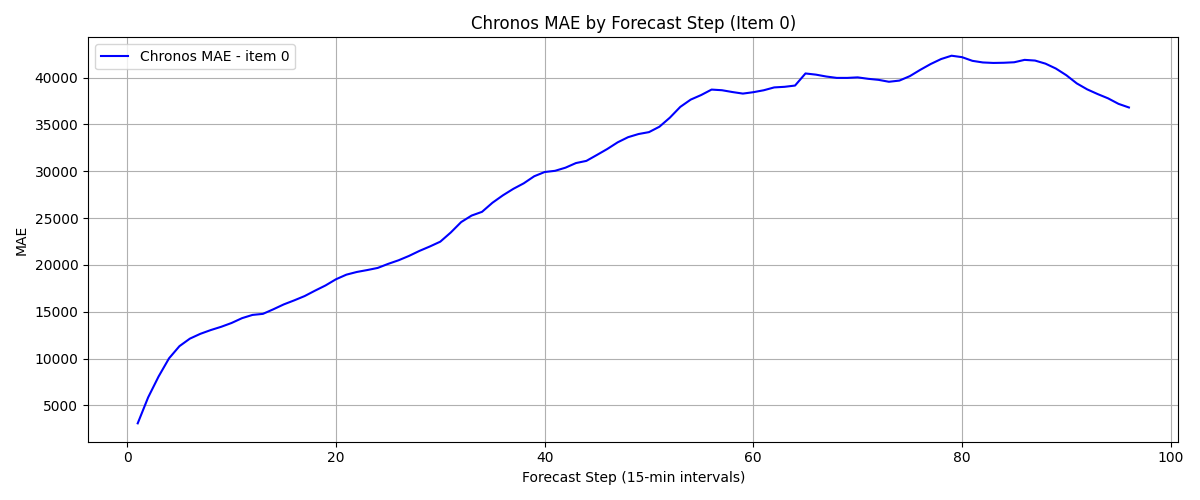 Chronos MAE by Forecast Step (Item 0)
Chronos MAE - item 0
MAE
40000
35000
30000
25000
20000
15000
10000
5000
0 20 40 60 80 100
Forecast Step (15-min intervals)